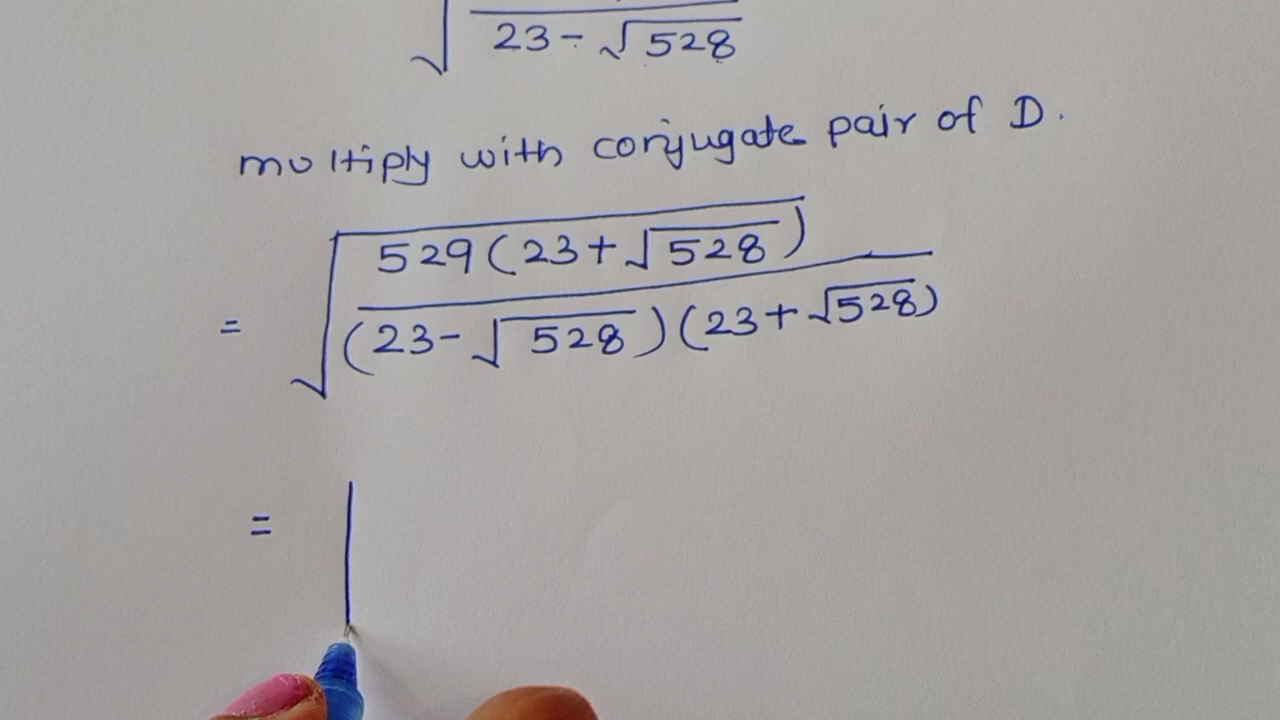 √ 23 - √528
multiply with conjugate pair of D.
= √ 529(23+√528)
(23-√528)(23+√528)
=